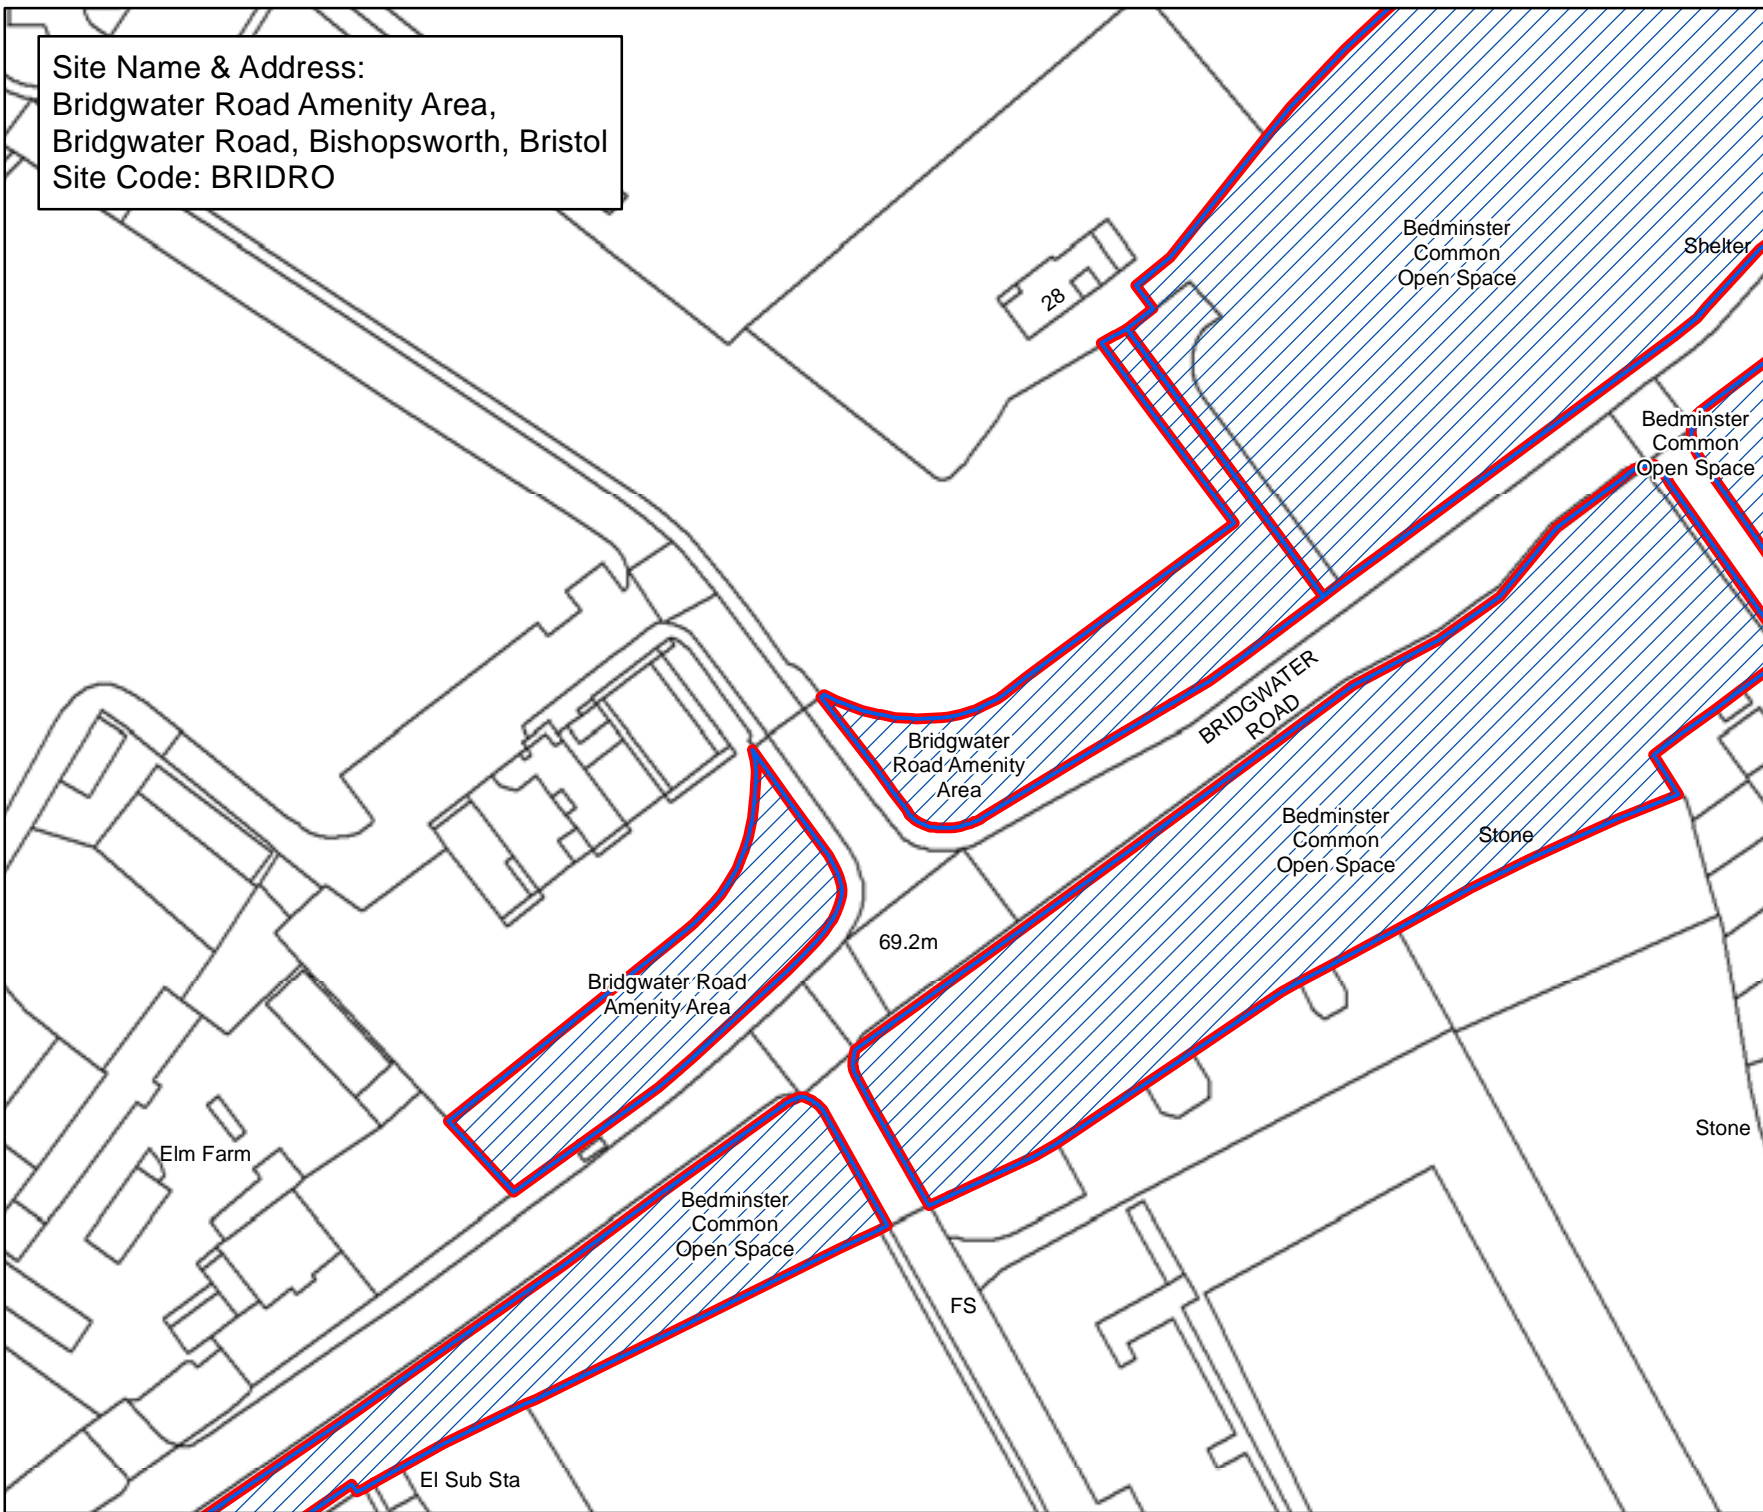 Site Name & Address:
Bridgwater Road Amenity Area,
Bridgwater Road, Bishopsworth, Bristol
Site Code: BRIDRO
Bedminster
Common
Open Space
Shelter
28
Bedminster
Common
Open Space
BRIDGWATER
ROAD
Bridgwater
Road Amenity
Area
Bedminster
Common
Open Space
Stone
69.2m
Bridgwater Road
Amenity Area
Stone
Elm Farm
Bedminster
Common
Open Space
FS
El Sub Sta